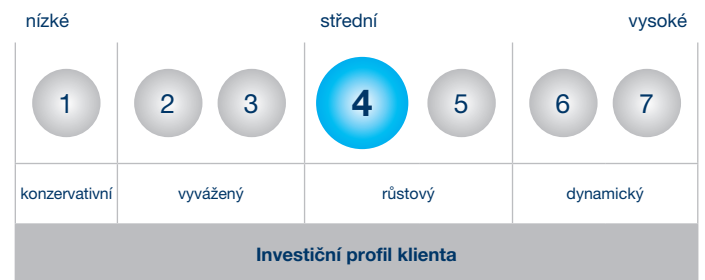 nízké střední vysoké
1 2 3 4 5 6 7
konzervativní vyvážený růstový dynamický
Investiční profil klienta